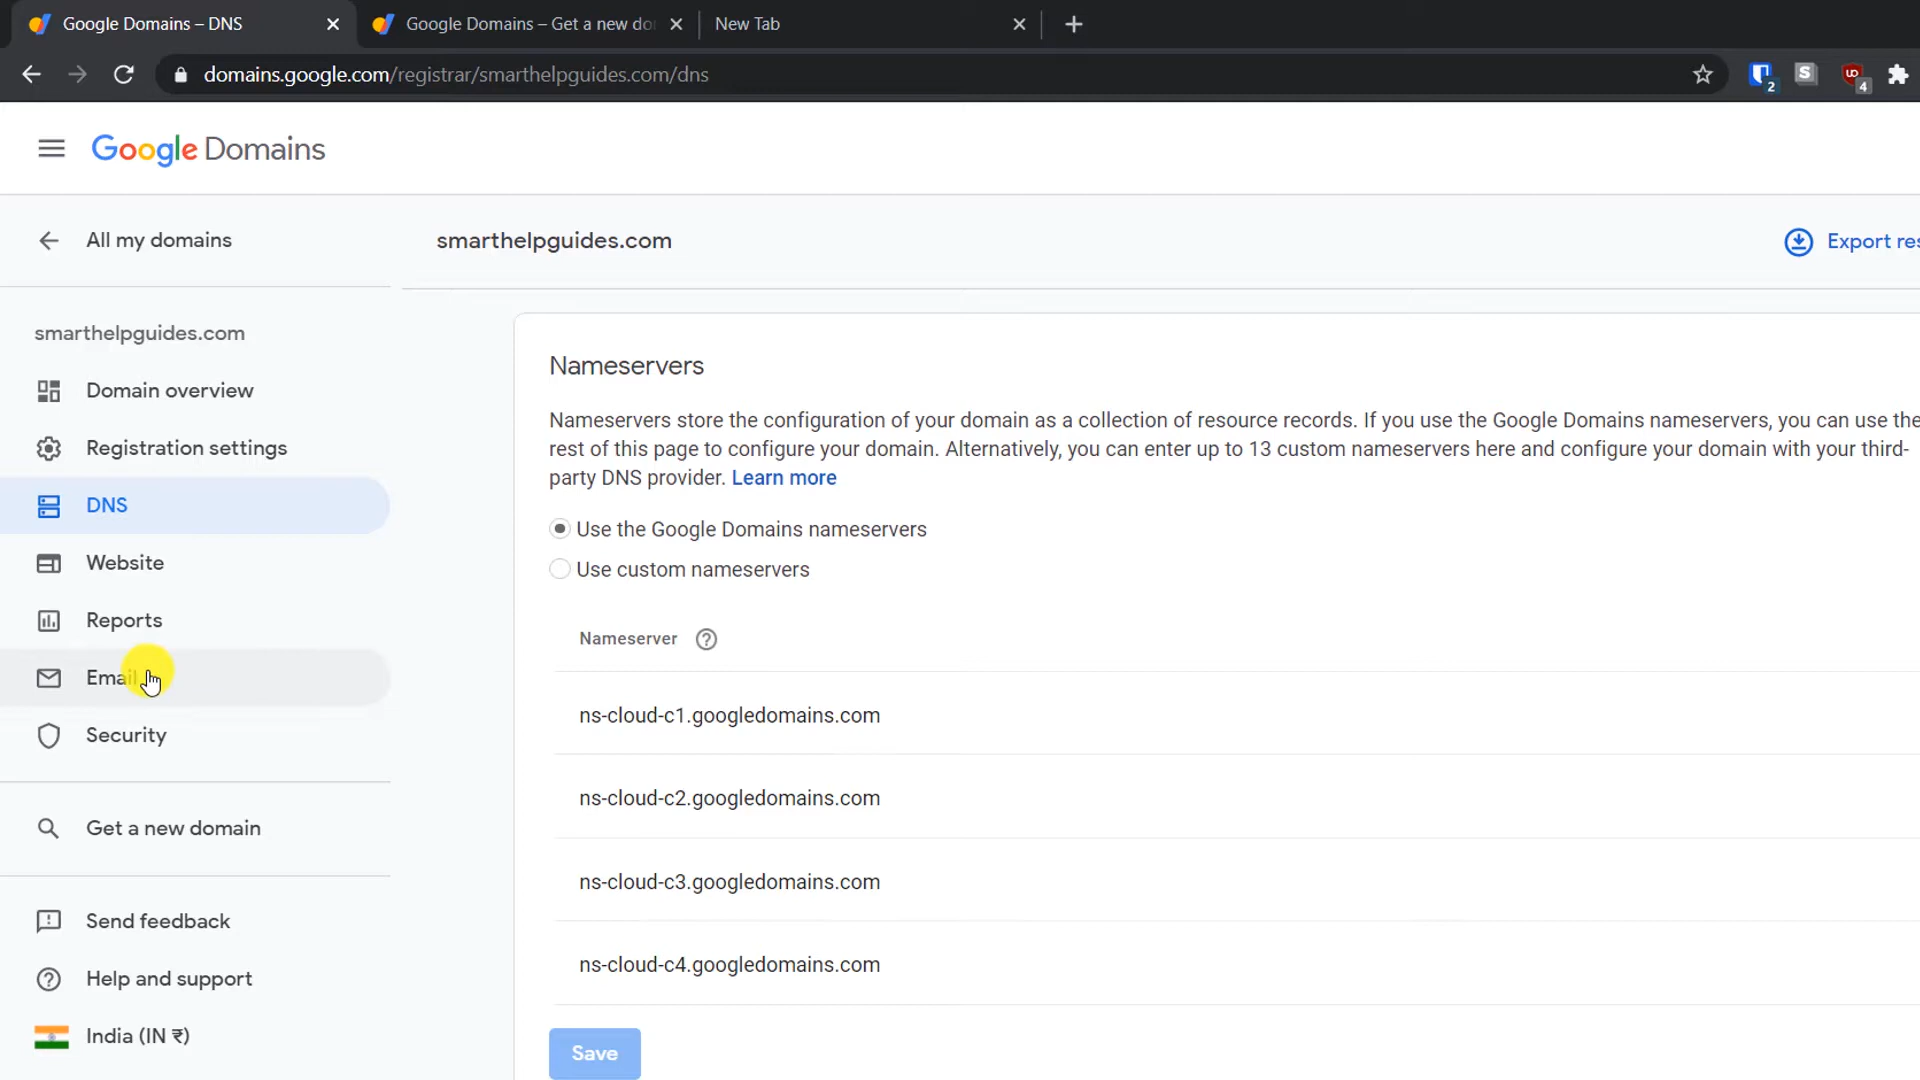 Google Domains – DNS
Google Domains – Get a new do
New Tab
domains.google.com/registrar/smarthelpguides.com/dns
2
S
4
Google Domains
All my domains
smarthelpguides.com
Export res
smarthelpguides.com
Domain overview
Registration settings
DNS
Website
Reports
Email
Security
Get a new domain
Send feedback
Help and support
India (IN ₹)
Nameservers
Nameservers store the configuration of your domain as a collection of resource records. If you use the Google Domains nameservers, you can use the
rest of this page to configure your domain. Alternatively, you can enter up to 13 custom nameservers here and configure your domain with your third-
party DNS provider. Learn more
Use the Google Domains nameservers
Use custom nameservers
Nameserver
ns-cloud-c1.googledomains.com
ns-cloud-c2.googledomains.com
ns-cloud-c3.googledomains.com
ns-cloud-c4.googledomains.com
Save